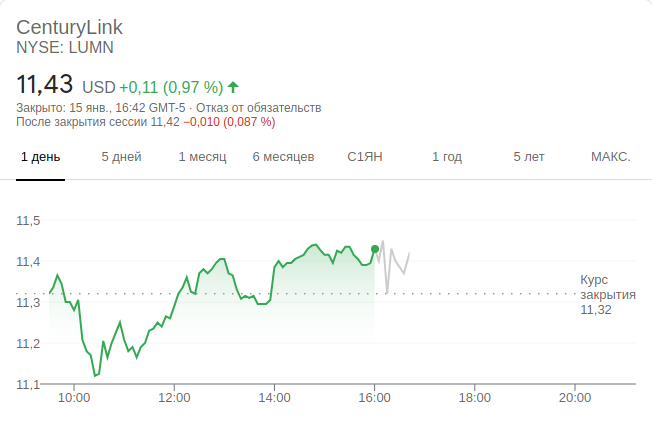 CenturyLink
NYSE: LUMN
11,43 USD +0,11 (0,97 %)
Закрыто: 15 янв., 16:42 GMT-5 · Отказ от обязательств
После закрытия сессии 11,42 −0,010 (0,087 %)
1 день 5 дней 1 месяц 6 месяцев С1ЯН 1 год 5 лет МАКС.
11,5
11,4
11,3
11,2
11,1
Курс
закрытия
11,32
10:00 12:00 14:00 16:00 18:00 20:00